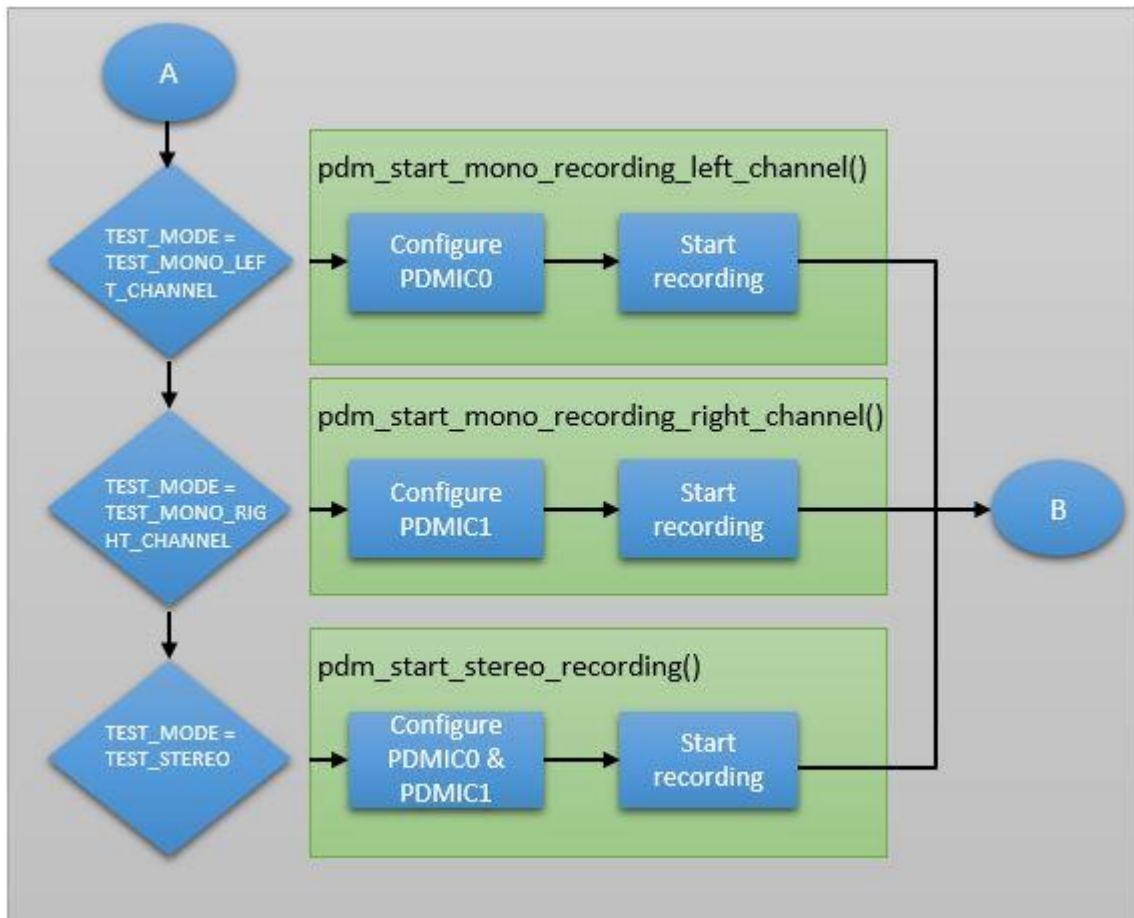 A
pdm_start_mono_recording_left_channel()
TEST_MODE =
TEST_MONO_LEF
T_CHANNEL
Configure
PDMIC0
Start
recording
pdm_start_mono_recording_right_channel()
TEST_MODE =
TEST_MONO_RIG
HT_CHANNEL
Configure
PDMIC1
Start
recording
B
pdm_start_stereo_recording()
TEST_MODE =
TEST_STEREO
Configure
PDMIC0 &
PDMIC1
Start
recording